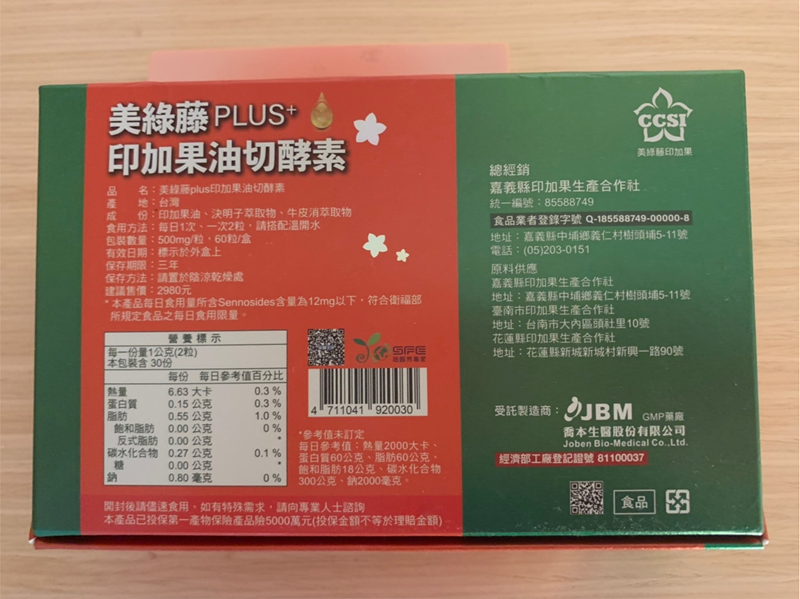 美綠藤PLUS+
印加果油切酵素
品　　名：美綠藤plus印加果油切酵素
產　　地：台灣
成　　份：印加果油、決明子萃取物、牛皮消萃取物
食用方法：每日1次、一次2粒，請搭配溫開水
包裝數量：500mg/粒，60粒/盒
有效日期：標示於外盒上
保存期限：三年
保存方法：請置於陰涼乾燥處
建議售價：2980元
*本產品每日食用量所含Sennosides含量為12mg以下，符合衛福部
所規定食品之每日食用限量。
營養標示
每一份量1公克(2粒)
本包裝含 30份
每份 每日參考值百分比
熱量 6.63 大卡 0.3 %
蛋白質 0.15 公克 0.3 %
脂肪 0.55 公克 1.0 %
飽和脂肪 0.00 公克 0 %
反式脂肪 0.00 公克 *
碳水化合物 0.27 公克 0.1 %
糖 0.00 公克 *
鈉 0.80 毫克 0 %
SFE
4 711041 920030
*參考值未訂定
每日參考值：熱量2000大卡、
蛋白質60公克、脂肪60公克、
飽和脂肪18公克、碳水化合物
300公克、鈉2000毫克。
開封後請儘速食用、如有特殊需求，請向專業人士諮詢
本產品已投保第一產物保險產品險5000萬元(投保金額不等於理賠金額)
CCSI
美綠藤印加果
總經銷
嘉義縣印加果生產合作社
統一編號：85588749
食品業者登錄字號 Q-185588749-00000-8
地址：嘉義縣中埔鄉義仁村樹頭埔5-11號
電話：(05)203-0151
原料供應
嘉義縣印加果生產合作社
地址：嘉義縣中埔鄉義仁村樹頭埔5-11號
臺南市印加果生產合作社
地址：台南市大內區頭社里10號
花蓮縣印加果生產合作社
地址：花蓮縣新城新城村新興一路90號
受託製造商：JBM GMP藥廠
喬本生醫股份有限公司
Joben Bio-Medical Co.,Ltd.
經濟部工廠登記證號 81100037
食品